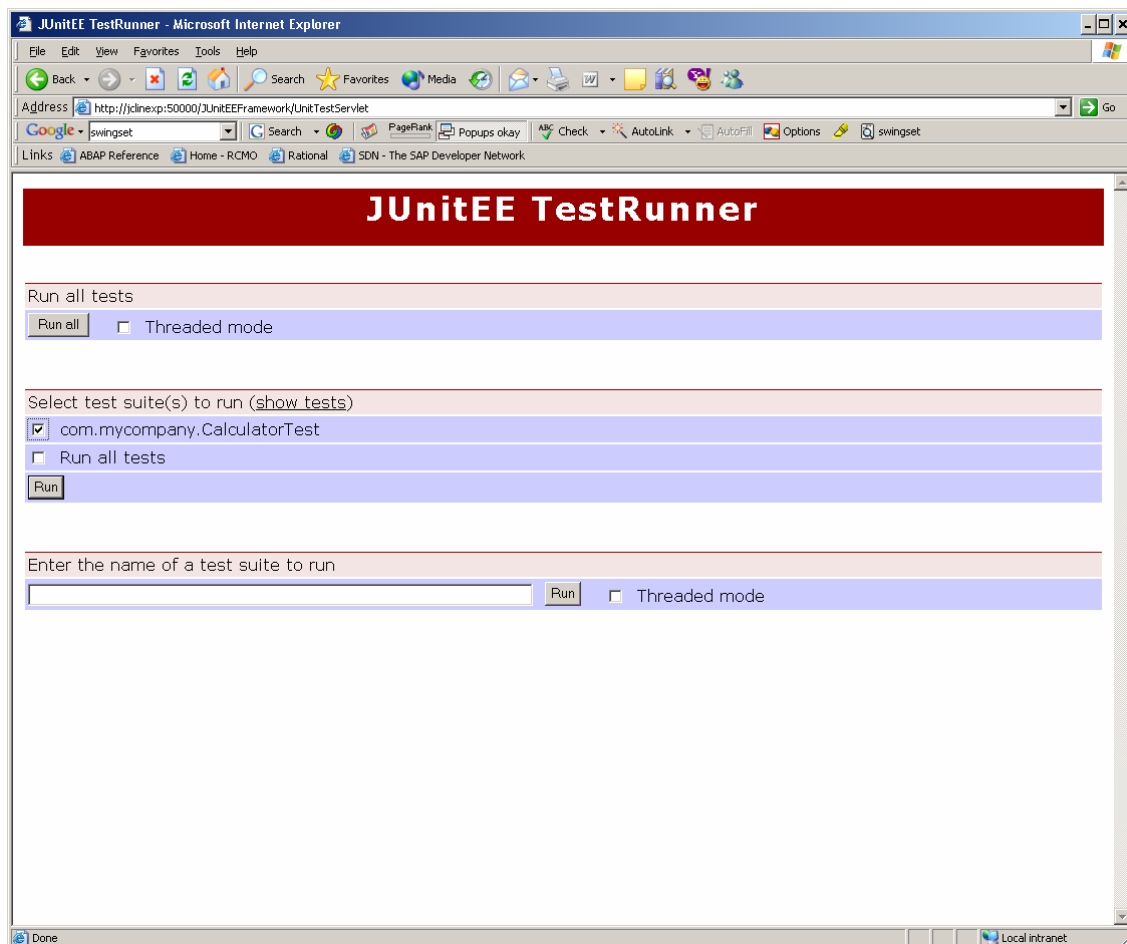 JUnitEE TestRunner - Microsoft Internet Explorer
File Edit View Favorites Tools Help
Back Search Favorites Media
Address http://jclinexp:50000/JUnitEEFramework/UnitTestServlet Go
Google swingset Search PageRank Popups okay ABC Check AutoLink AutoFill Options swingset
Links ABAP Reference Home - RCMO Rational SDN - The SAP Developer Network
JUnitEE TestRunner
Run all tests
Run all Threaded mode
Select test suite(s) to run (show tests)
com.mycompany.CalculatorTest
Run all tests
Run
Enter the name of a test suite to run
Run Threaded mode
Done Local intranet